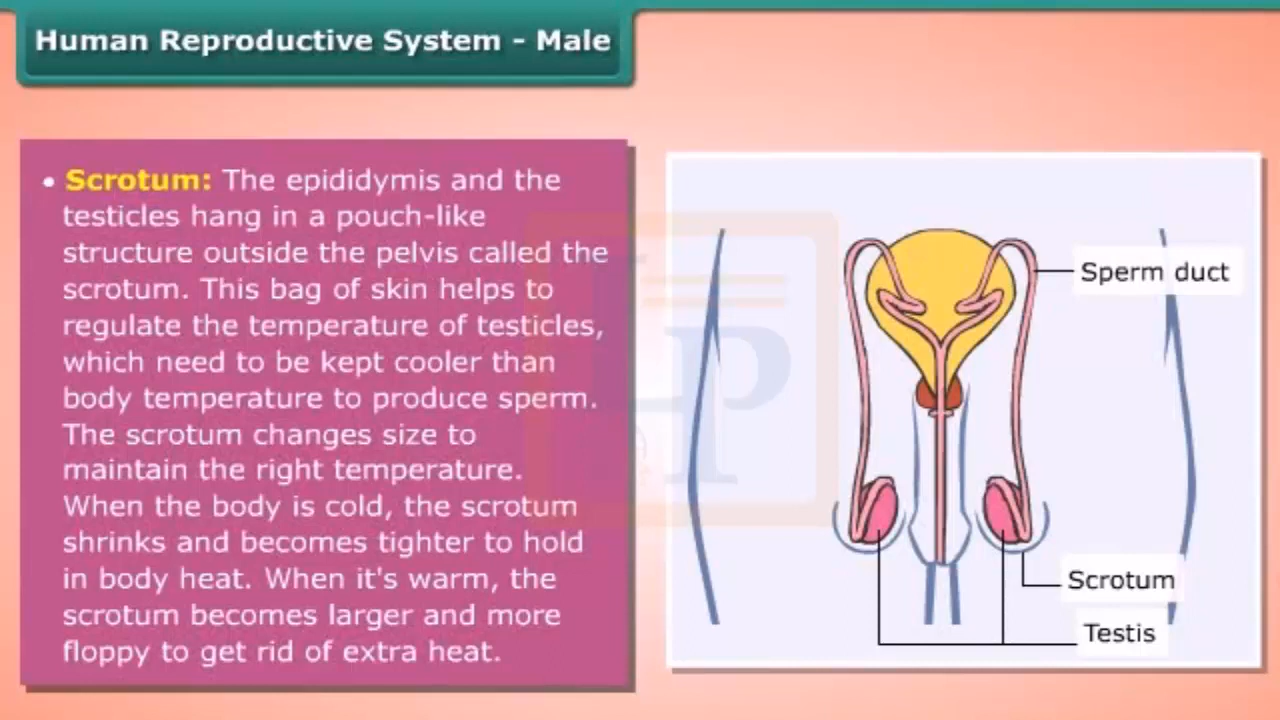 Human Reproductive System - Male
• Scrotum: The epididymis and the
testicles hang in a pouch-like
structure outside the pelvis called the
scrotum. This bag of skin helps to
regulate the temperature of testicles,
which need to be kept cooler than
body temperature to produce sperm.
The scrotum changes size to
maintain the right temperature.
When the body is cold, the scrotum
shrinks and becomes tighter to hold
in body heat. When it's warm, the
scrotum becomes larger and more
floppy to get rid of extra heat.
Sperm duct
Scrotum
Testis